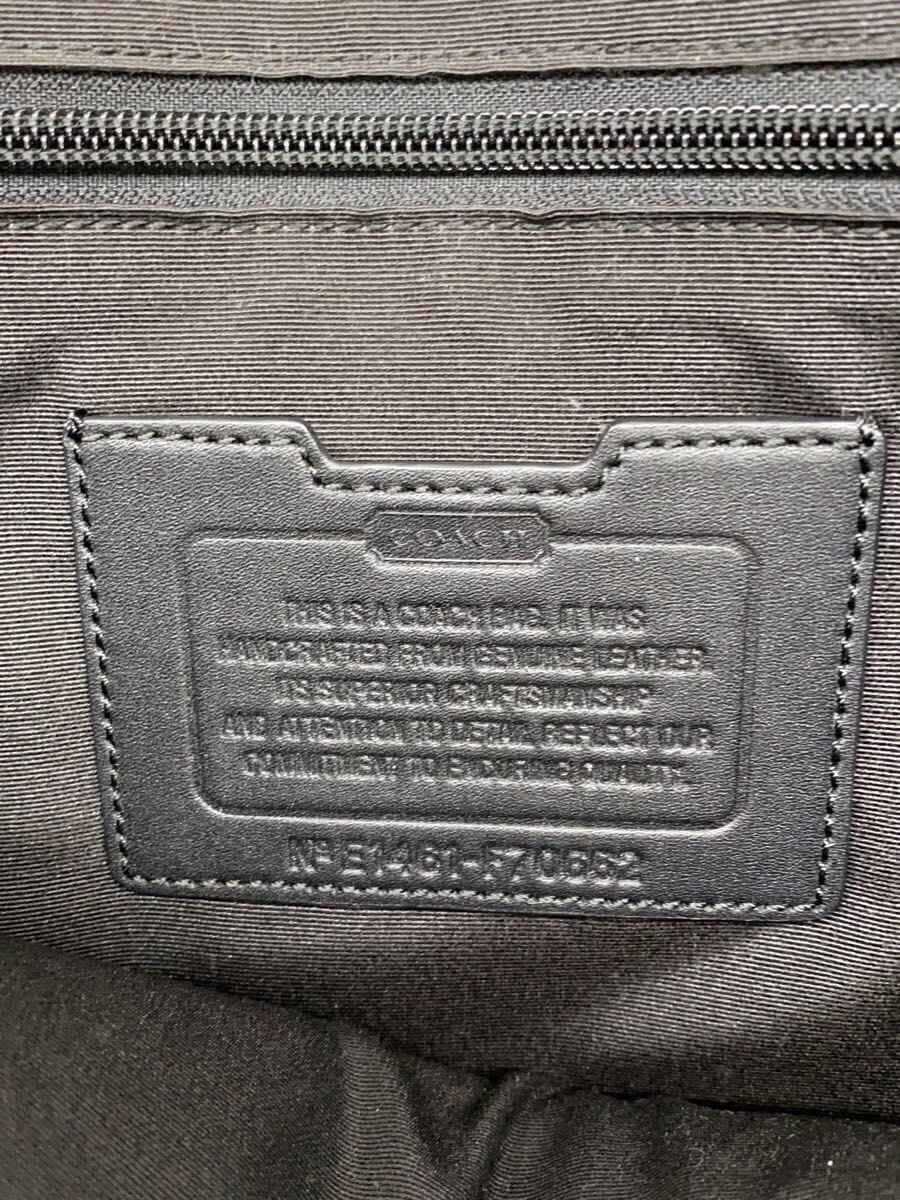 COACH
THIS IS A COACH BAG. IT WAS
HANDCRAFTED FROM GENUINE LEATHER.
ITS SUPERIOR CRAFTSMANSHIP
AND ATTENTION TO DETAIL REFLECT OUR
COMMITMENT TO ENDURING QUALITY.
Nº E1461-F70662